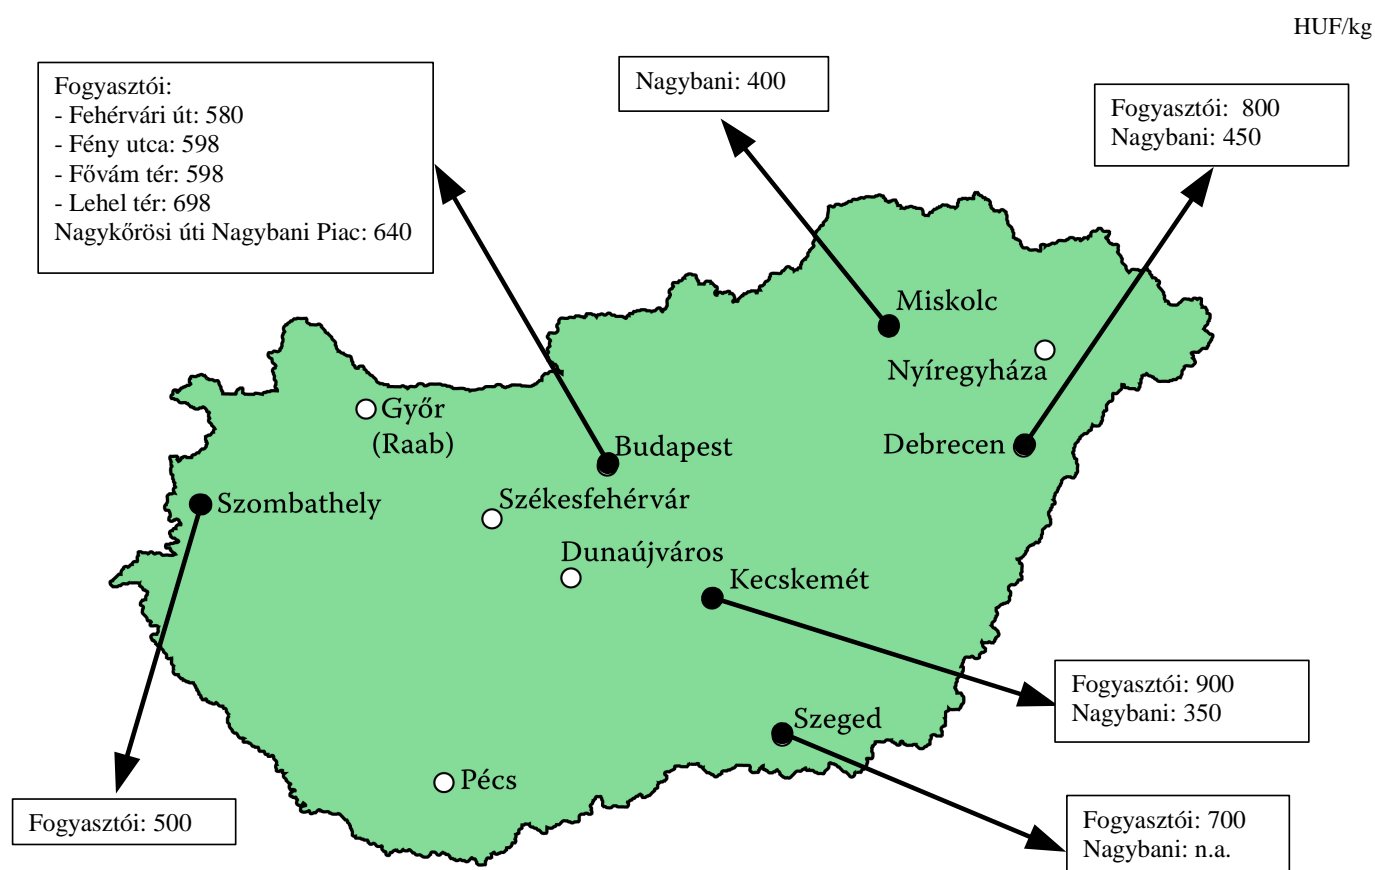 HUF/kg
Fogyasztói:
- Fehérvári út: 580
- Fény utca: 598
- Fővám tér: 598
- Lehel tér: 698
Nagykőrösi úti Nagybani Piac: 640
Nagybani: 400
Fogyasztói:  800
Nagybani: 450
Miskolc
Nyíregyháza
Győr
(Raab)
Budapest
Debrecen
Szombathely
Székesfehérvár
Dunaújváros
Kecskemét
Fogyasztói: 900
Nagybani: 350
Szeged
Pécs
Fogyasztói: 500
Fogyasztói: 700
Nagybani: n.a.